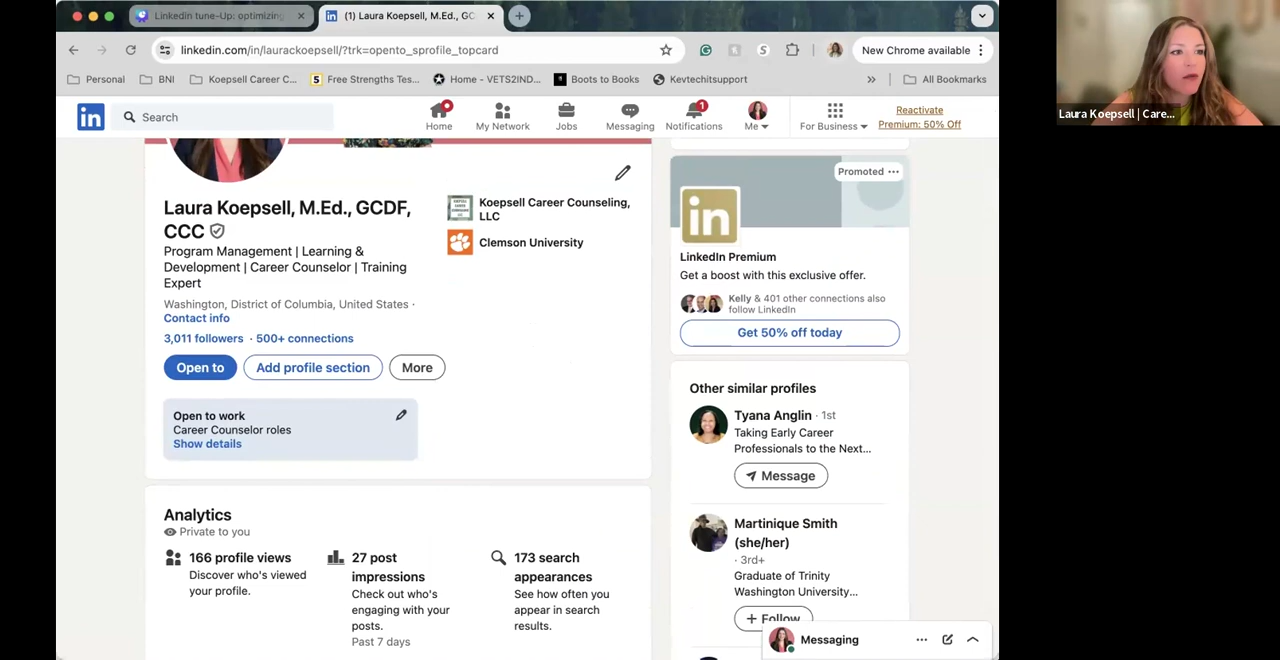 LinkedIn tune-Up: optimizing
(1) Laura Koepsell, M.Ed., GC
linkedin.com/in/laurackoepsell/?trk=opento_sprofile_topcard
New Chrome available
Personal
BNI
Koepsell Career C...
Free Strengths Tes...
Home - VETS2IND...
Boots to Books
Kevtechitsupport
All Bookmarks
Laura Koepsell | Care...
in
Search
Home
My Network
Jobs
Messaging
1
Notifications
Me
For Business
Reactivate
Premium: 50% Off
Laura Koepsell, M.Ed., GCDF,
CCC
Program Management | Learning &
Development | Career Counselor | Training
Expert
Washington, District of Columbia, United States ·
Contact info
3,011 followers · 500+ connections
Open to
Add profile section
More
Open to work
Career Counselor roles
Show details
Koepsell Career Counseling,
LLC
Clemson University
Analytics
Private to you
166 profile views
Discover who's viewed
your profile.
27 post
impressions
Check out who's
engaging with your
posts.
Past 7 days
173 search
appearances
See how often you
appear in search
results.
Promoted ···
in
LinkedIn Premium
Get a boost with this exclusive offer.
Kelly & 401 other connections also
follow LinkedIn
Get 50% off today
Other similar profiles
Tyana Anglin · 1st
Taking Early Career
Professionals to the Next...
Message
Martinique Smith
(she/her)
· 3rd+
Graduate of Trinity
Washington University...
+ Follow
Messaging